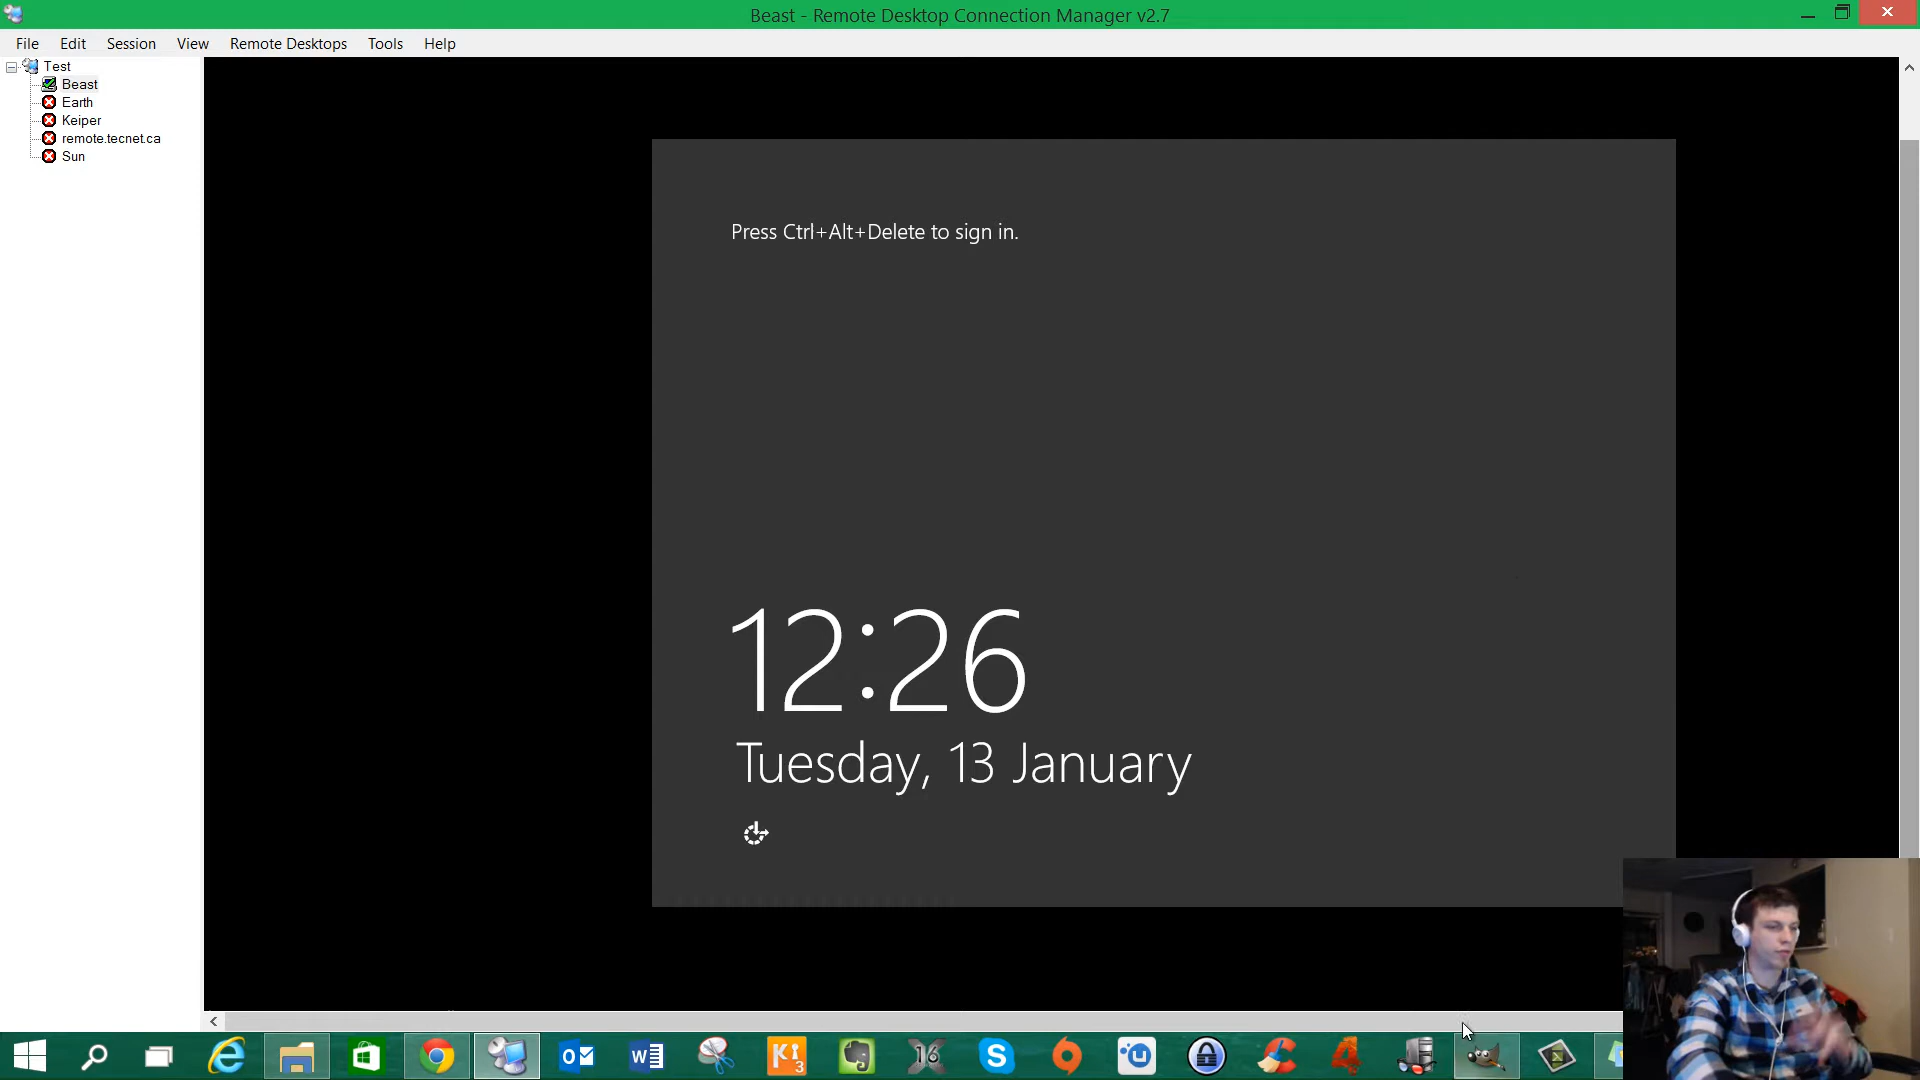 Beast - Remote Desktop Connection Manager v2.7
File Edit Session View Remote Desktops Tools Help
Test
Beast
Earth
Keiper
remote.tecnet.ca
Sun
Press Ctrl+Alt+Delete to sign in.
12:26
Tuesday, 13 January